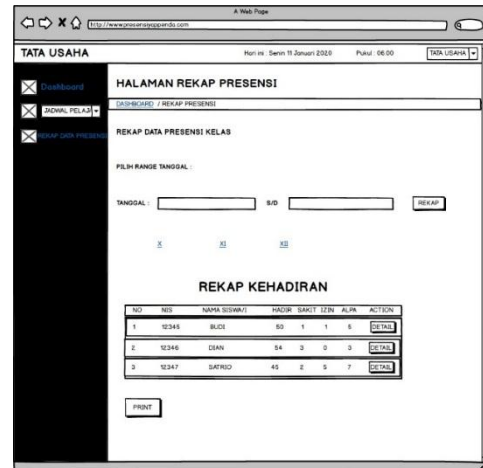 A Web Page
http://www.presensiyappenda.com
TATA USAHA
Hari ini : Senin 11 Januari 2020
Pukul : 06:00
TATA USAHA
Dashboard
JADWAL PELAJ
REKAP DATA PRESENSI
HALAMAN REKAP PRESENSI
DASHBOARD / REKAP PRESENSI
REKAP DATA PRESENSI KELAS
PILIH RANGE TANGGAL :
TANGGAL : S/D REKAP
X XI XII
REKAP KEHADIRAN
NO NIS NAMA SISWA/I HADIR SAKIT IZIN ALPA ACTION
1 12345 BUDI 50 1 1 5 DETAIL
2 12346 DIAN 54 3 0 3 DETAIL
3 12347 SATRIO 45 2 5 7 DETAIL
PRINT